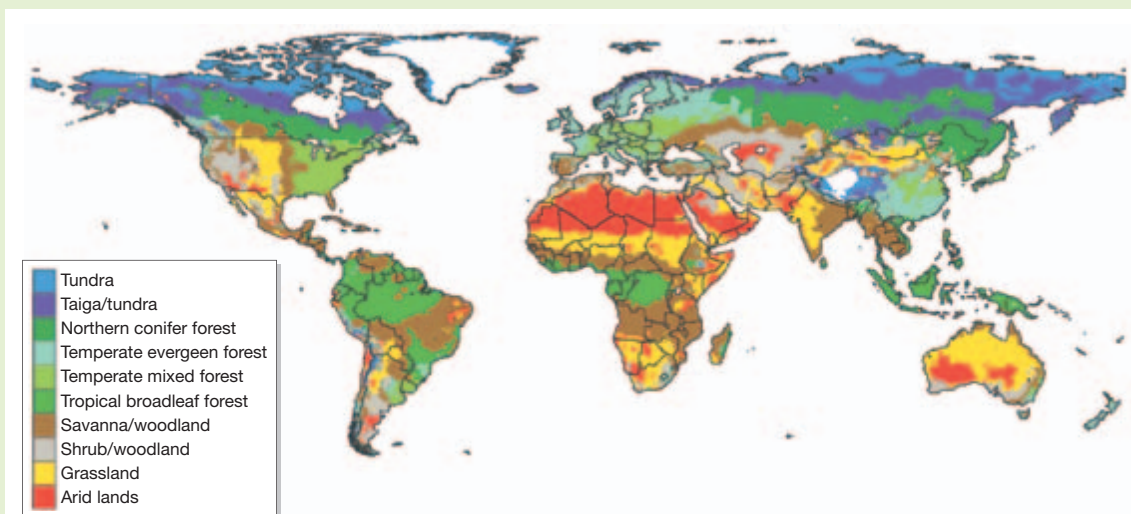 Tundra
Taiga/tundra
Northern conifer forest
Temperate evergeen forest
Temperate mixed forest
Tropical broadleaf forest
Savanna/woodland
Shrub/woodland
Grassland
Arid lands